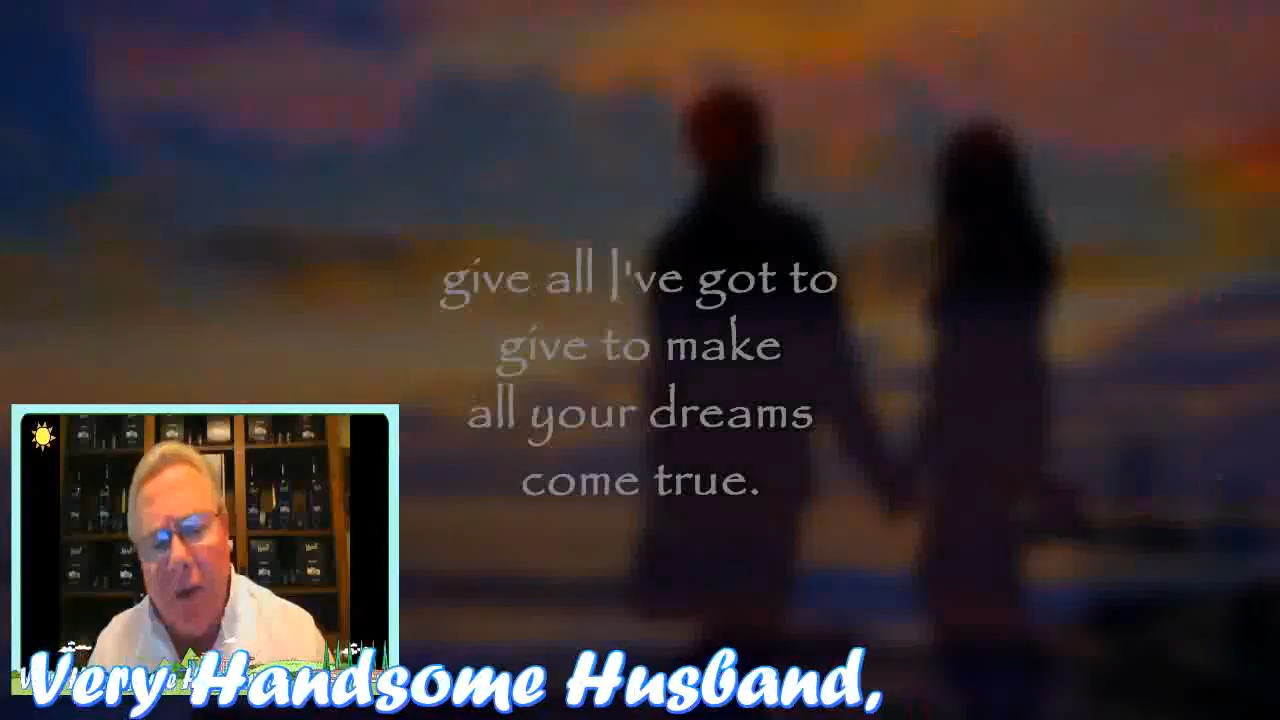 give all I've got to
give to make
all your dreams
come true.
Very Handsome Husband,